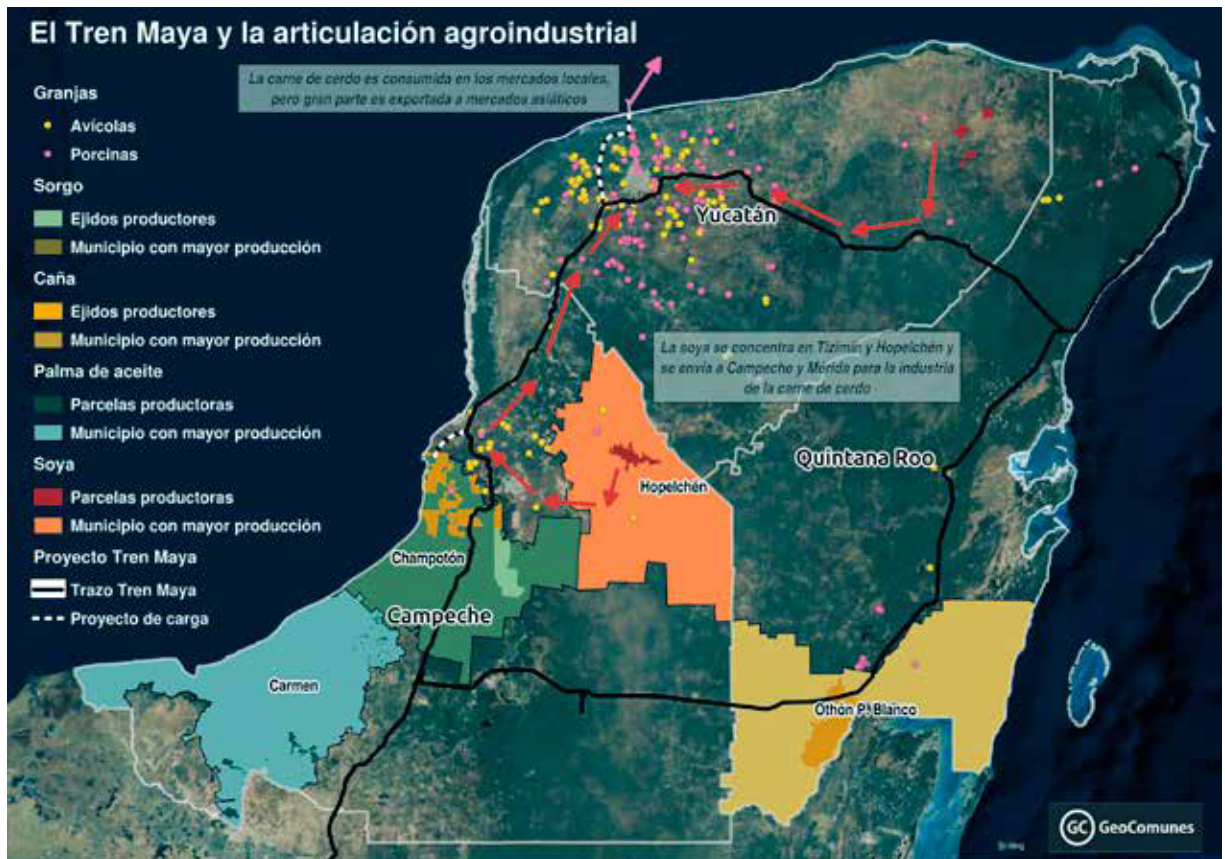 El Tren Maya y la articulación agroindustrial
La carne de cerdo es consumida en los mercados locales,
pero gran parte es exportada a mercados asiáticos
Granjas
Avícolas
Porcinas
Sorgo
Ejidos productores
Municipio con mayor producción
Caña
Ejidos productores
Municipio con mayor producción
Palma de aceite
Parcelas productoras
Municipio con mayor producción
Soya
Parcelas productoras
Municipio con mayor producción
Proyecto Tren Maya
Trazo Tren Maya
Proyecto de carga
Yucatán
La soya se concentra en Tizimín y Hopelchén y
se envía a Campeche y Mérida para la industria
de la carne de cerdo
Quintana Roo
Hopelchén
Champotón
Campeche
Carmen
Othón P. Blanco
GC GeoComunes